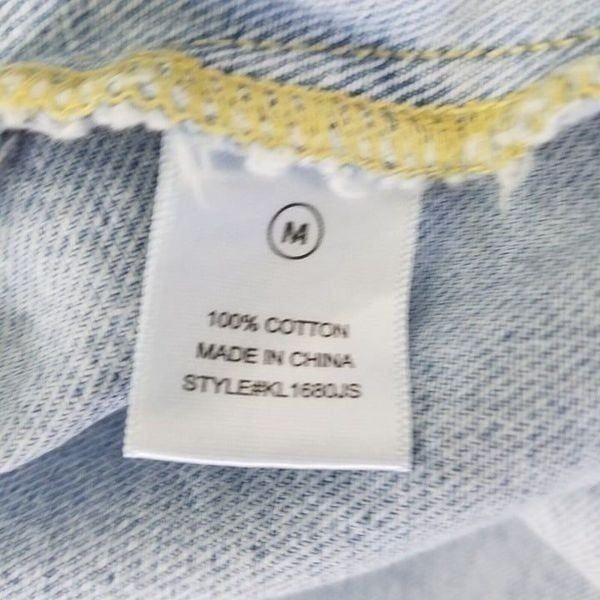 M
100% COTTON
MADE IN CHINA
STYLE#KL1680JS